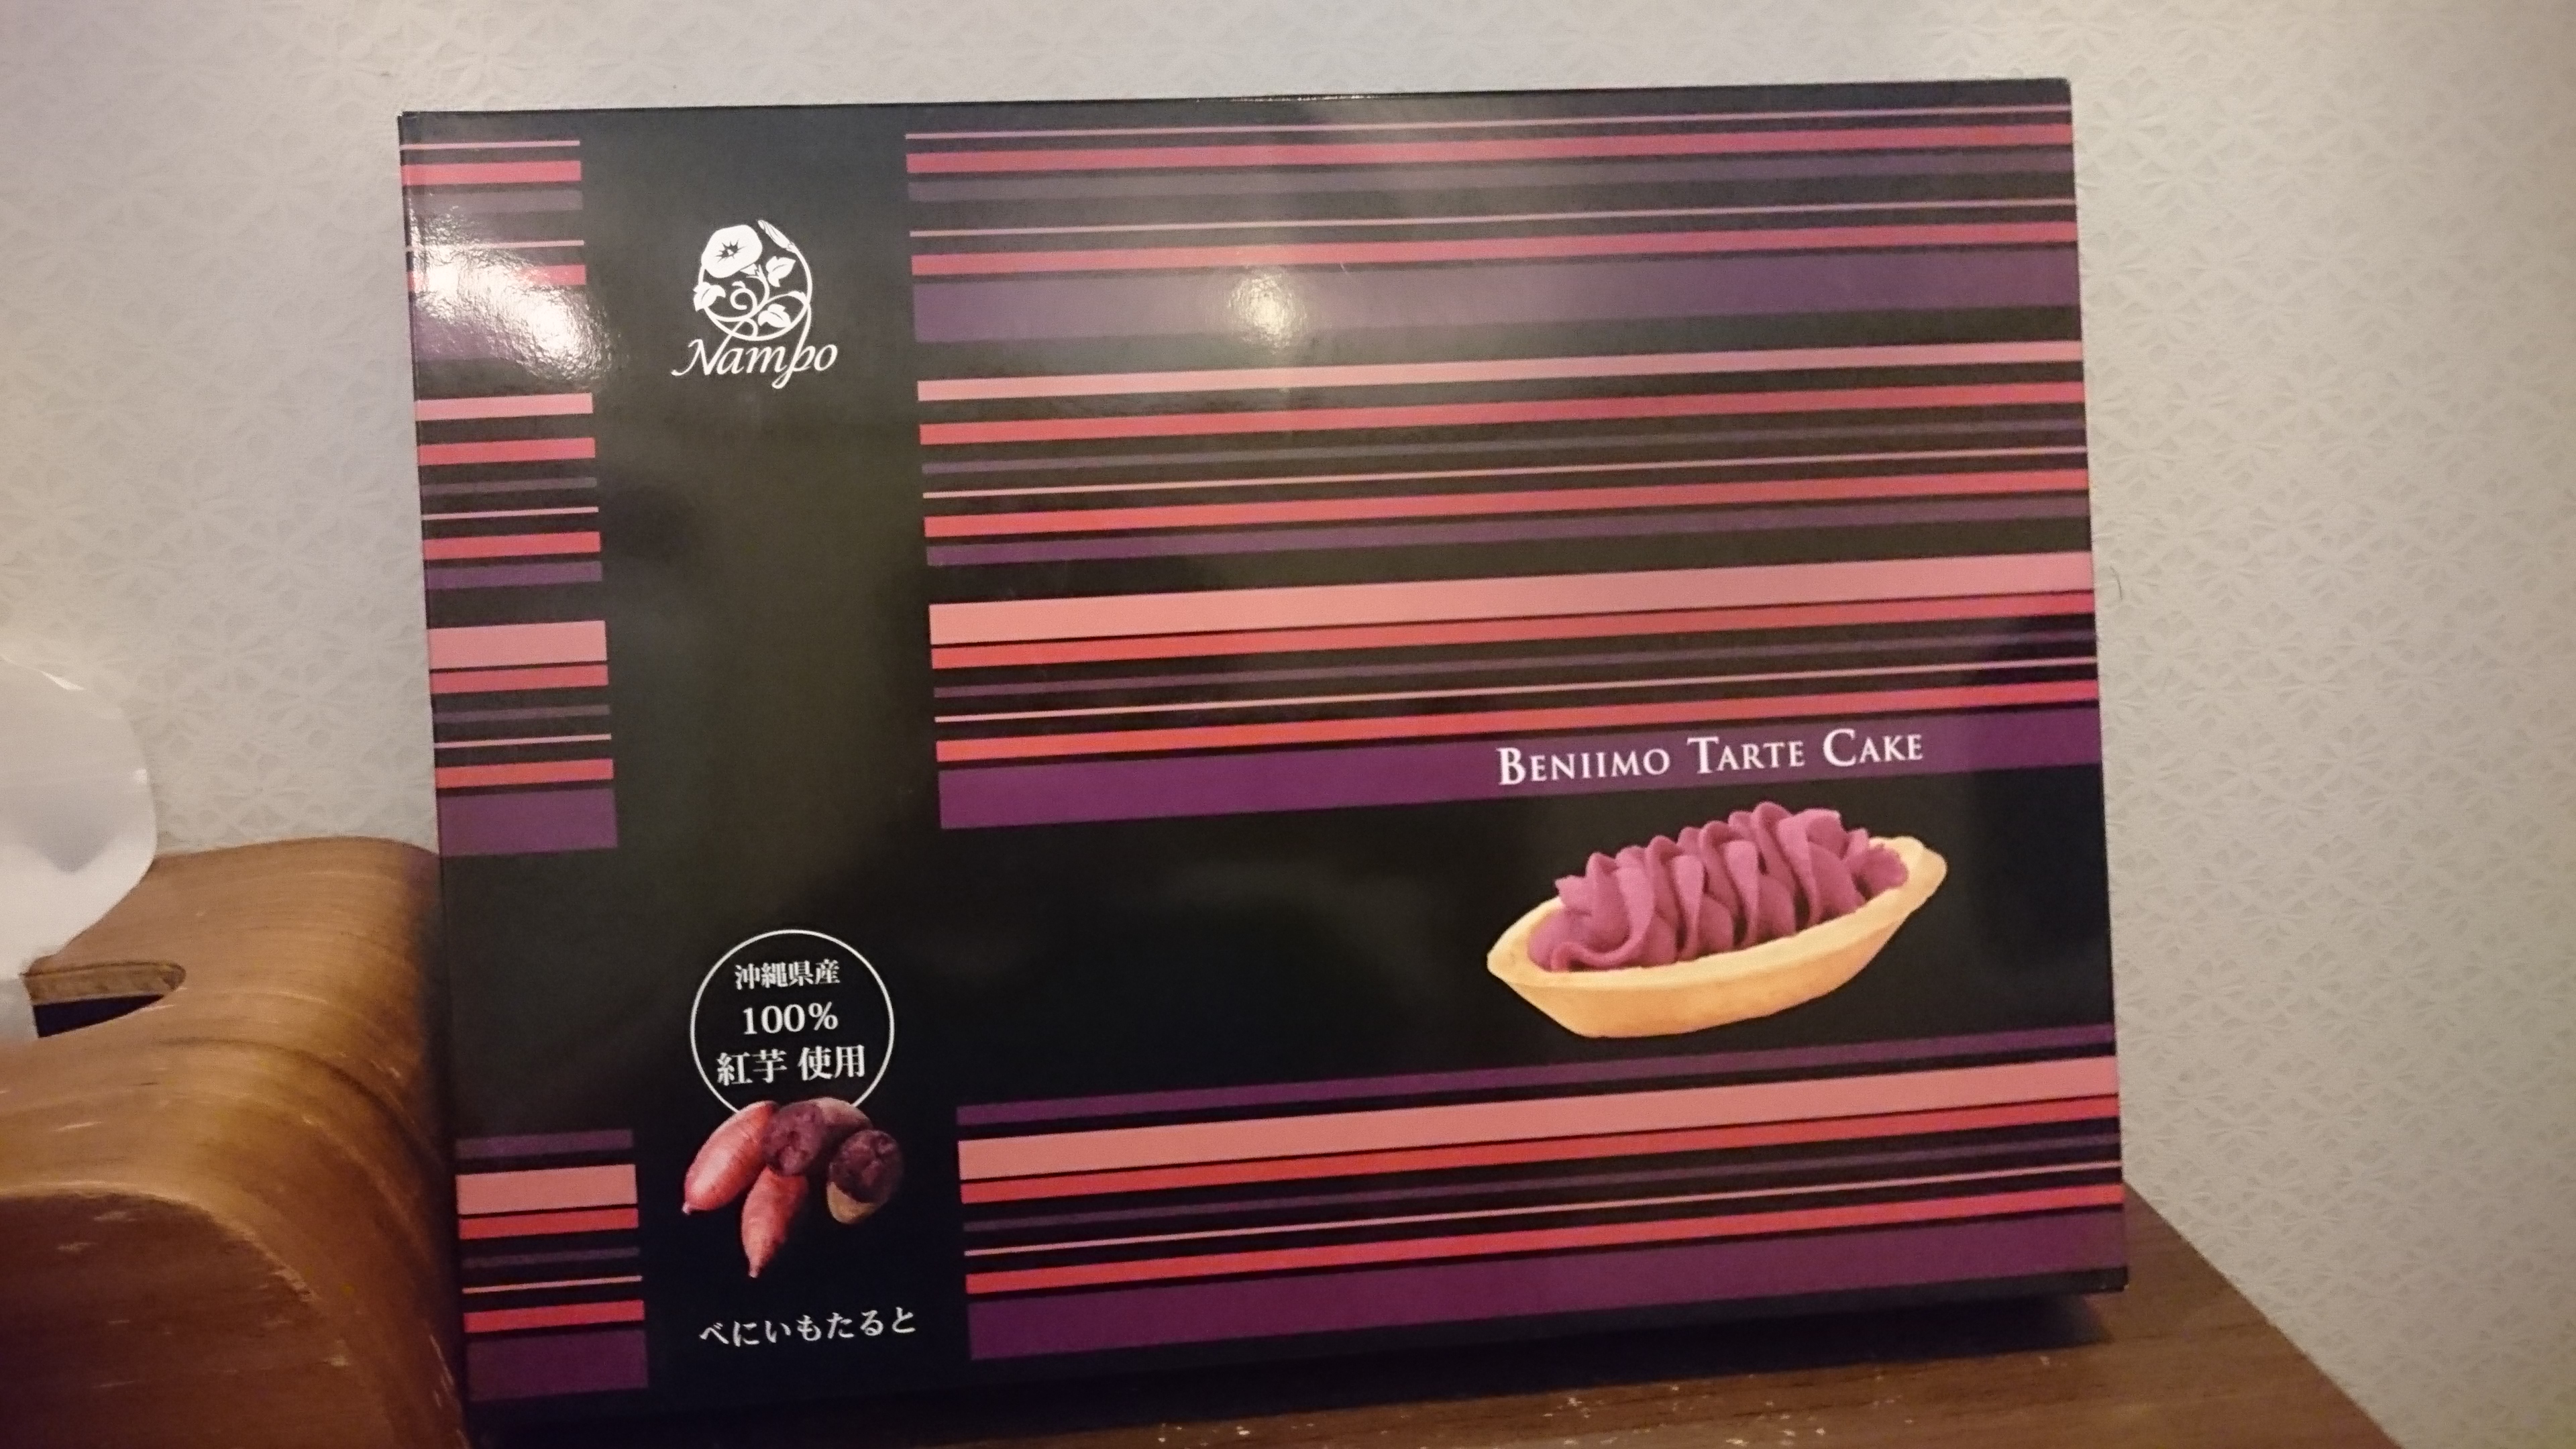 Nampo
BENIIMO TARTE CAKE
沖縄県産
100%
紅芋 使用
べにいもたると